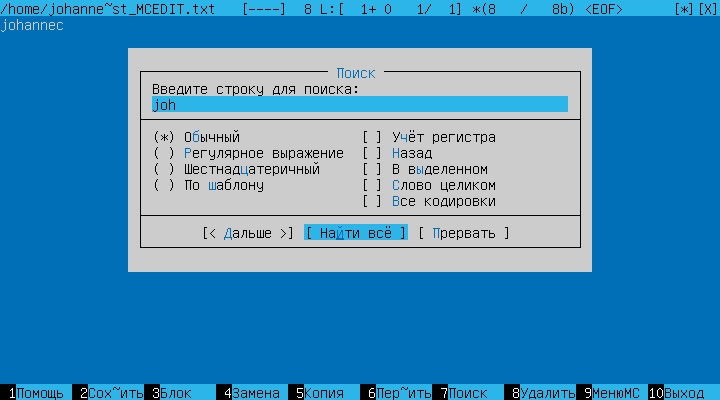 /home/johanne~st_MCEDIT.txt [----] 8 L:[ 1+ 0 1/ 1] *(8 / 8b) <EOF> [*][X]
johannec
Поиск
Введите строку для поиска:
joh
(*) Обычный [ ] Учёт регистра
( ) Регулярное выражение [ ] Назад
( ) Шестнадцатеричный [ ] В выделенном
( ) По шаблону [ ] Слово целиком
[ ] Все кодировки
[< Дальше >] [ Найти всё ] [ Прервать ]
1Помощь 2Сох~ить 3Блок 4Замена 5Копия 6Пер~ить 7Поиск 8Удалить 9МенюMC 10Выход